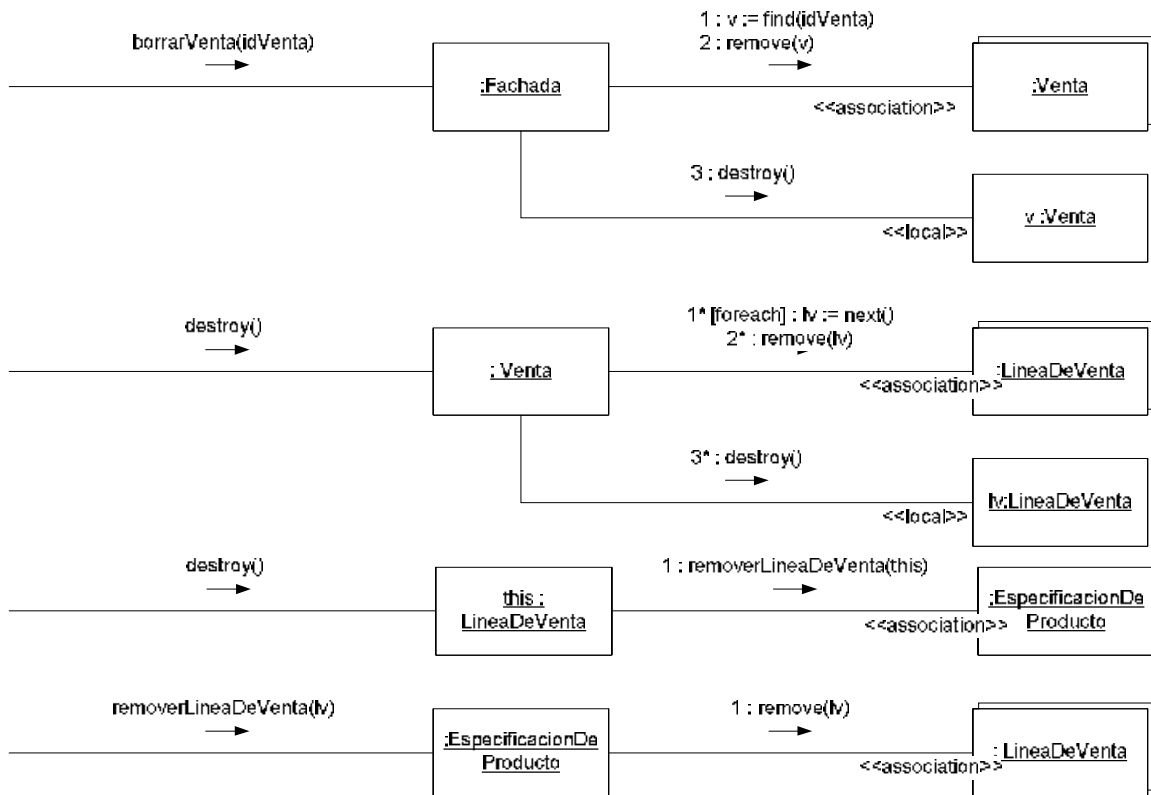 1 : v := find(idVenta)
borrarVenta(idVenta)
2 : remove(v)
:Fachada
:Venta
<<association>>
3 : destroy()
v :Venta
<<local>>
1* [foreach] : lv := next()
destroy()
2* : remove(lv)
: Venta
:LineaDeVenta
<<association>>
3* : destroy()
lv:LineaDeVenta
<<local>>
destroy()
1 : removerLineaDeVenta(this)
this :
LineaDeVenta
:EspecificacionDe
Producto
<<association>>
removerLineaDeVenta(lv)
1 : remove(lv)
:EspecificacionDe
Producto
: LineaDeVenta
<<association>>